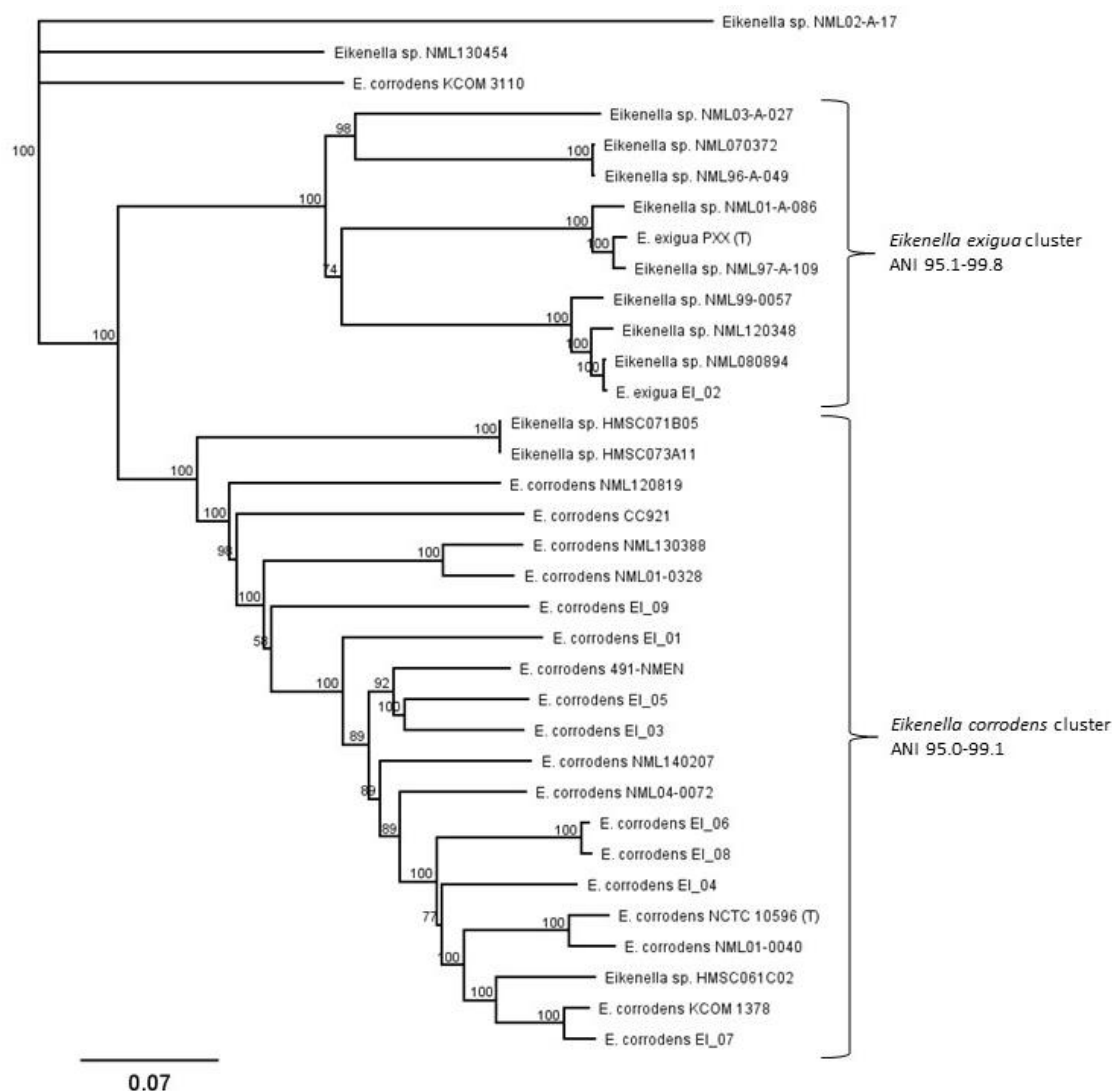 Eikenella sp. NML02-A-17
Eikenella sp. NML130454
E. corrodens KCOM 3110
Eikenella sp. NML03-A-027
98
Eikenella sp. NML070372
100
100
Eikenella sp. NML96-A-049
100
Eikenella sp. NML01-A-086
100
E. exigua PXX (T)
100
Eikenella sp. NML97-A-109
74
Eikenella exigua cluster
ANI 95.1-99.8
Eikenella sp. NML99-0057
100
Eikenella sp. NML120348
100
100
Eikenella sp. NML080894
100
E. exigua EI_02
Eikenella sp. HMSC071B05
100
Eikenella sp. HMSC073A11
100
E. corrodens NML120819
100
E. corrodens CC921
98
E. corrodens NML130388
100
E. corrodens NML01-0328
100
E. corrodens EI_09
58
E. corrodens EI_01
100
E. corrodens 491-NMEN
92
E. corrodens EI_05
100
E. corrodens EI_03
89
Eikenella corrodens cluster
ANI 95.0-99.1
E. corrodens NML140207
89
E. corrodens NML04-0072
89
E. corrodens EI_06
100
E. corrodens EI_08
100
E. corrodens EI_04
77
E. corrodens NCTC 10596 (T)
100
E. corrodens NML01-0040
100
Eikenella sp. HMSC061C02
100
E. corrodens KCOM 1378
100
E. corrodens EI_07
0.07